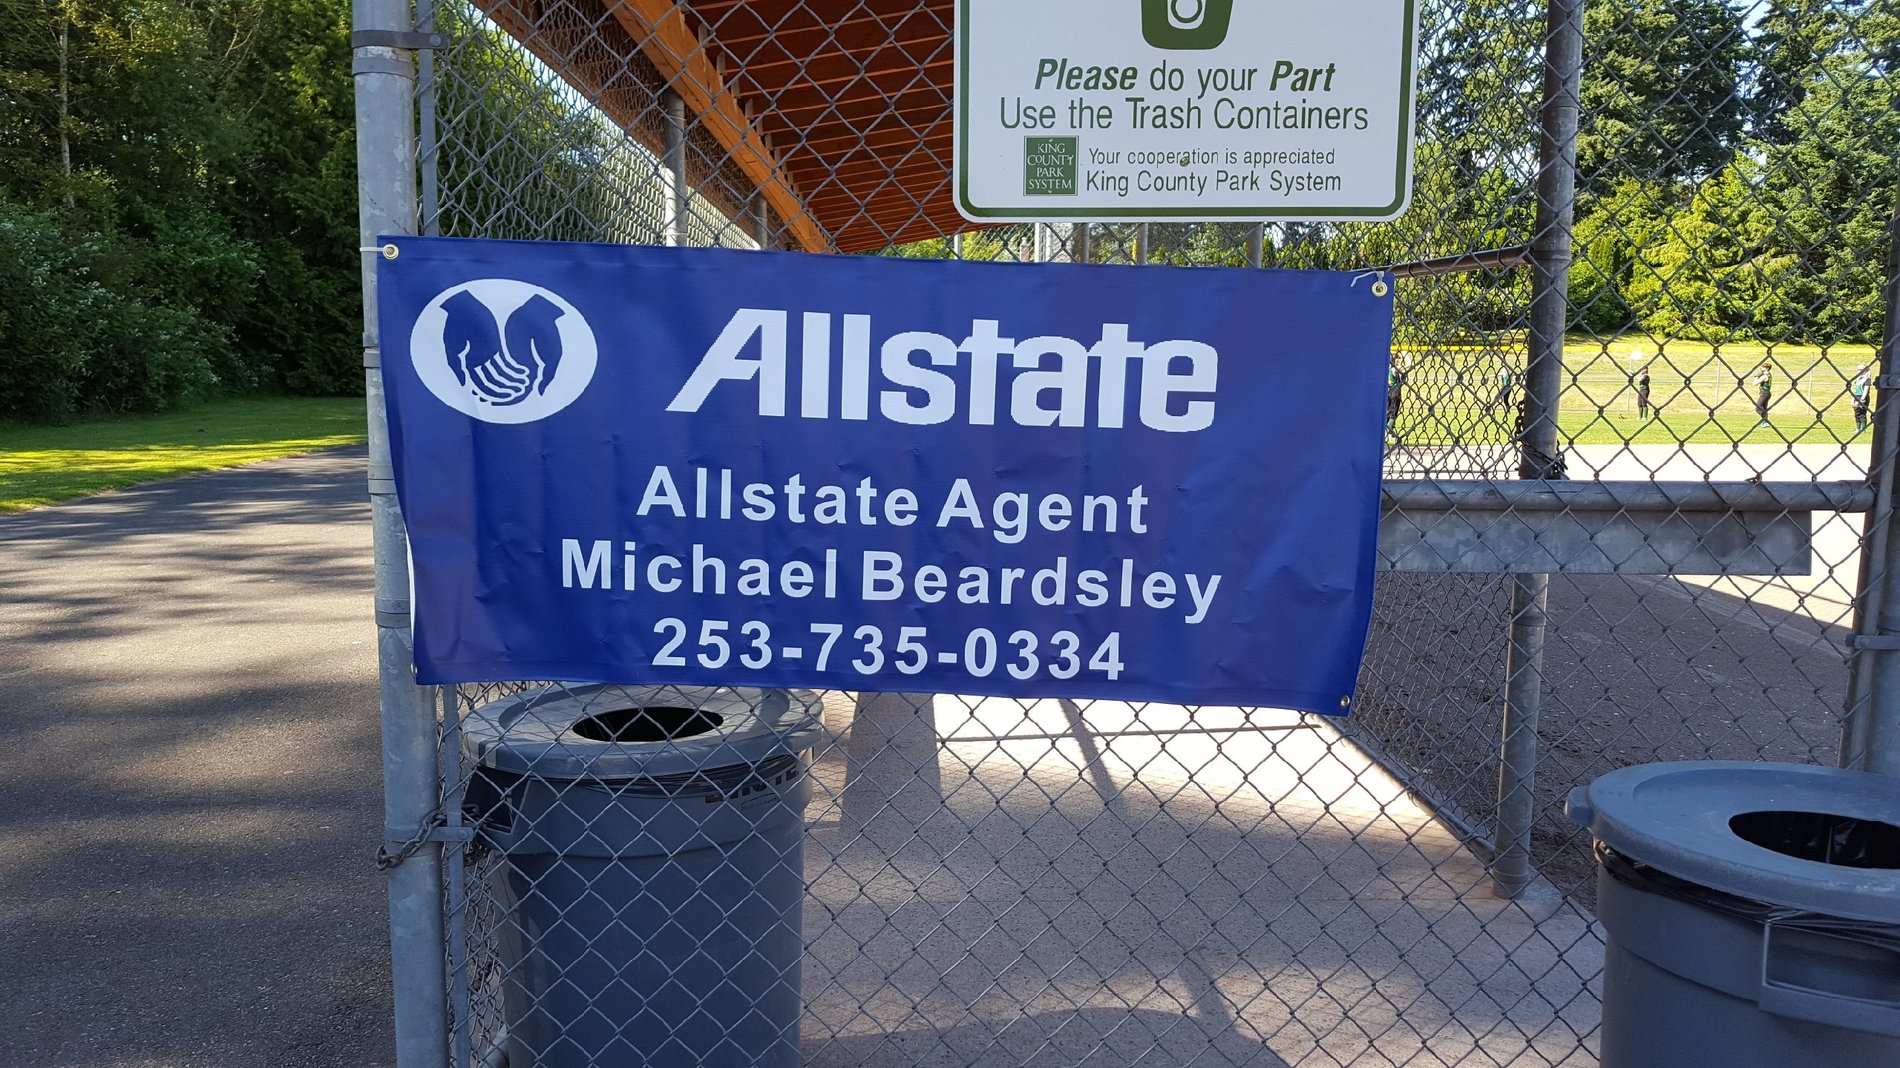 Please do your Part
Use the Trash Containers
KING
COUNTY
PARK
SYSTEM
Your cooperation is appreciated
King County Park System
Allstate
Allstate Agent
Michael Beardsley
253-735-0334